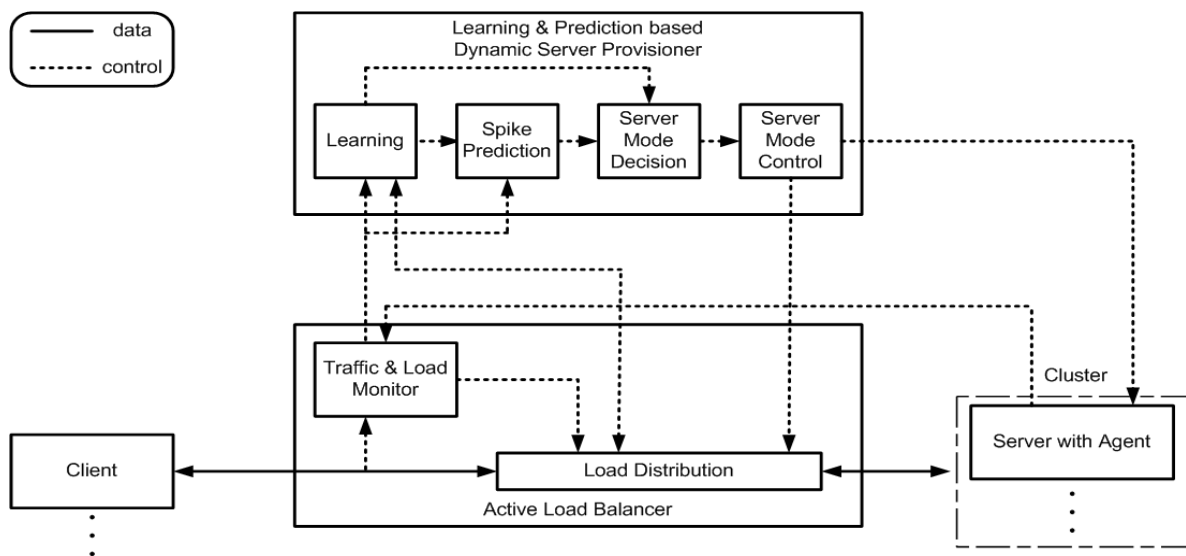 data
control
Learning & Prediction based
Dynamic Server Provisioner
Learning
Spike
Prediction
Server
Mode
Decision
Server
Mode
Control
Traffic & Load
Monitor
Cluster
Client
Load Distribution
Server with Agent
Active Load Balancer